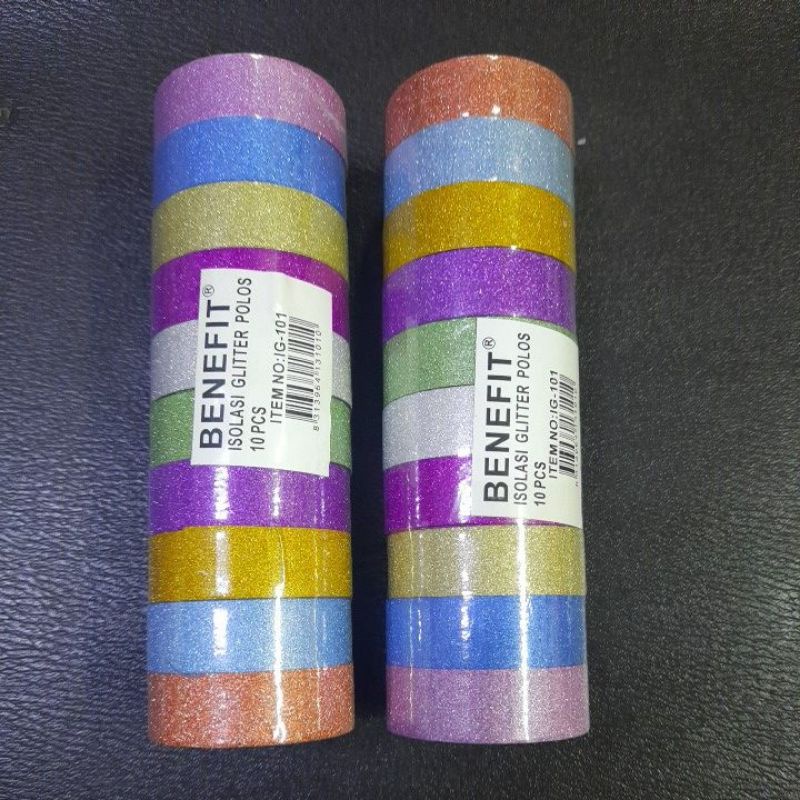 BENEFIT®
ISOLASI GLITTER POLOS
10 PCS
ITEM NO:IG-101
8313964131010
BENEFIT®
ISOLASI GLITTER POLOS
10 PCS
ITEM NO:IG-101